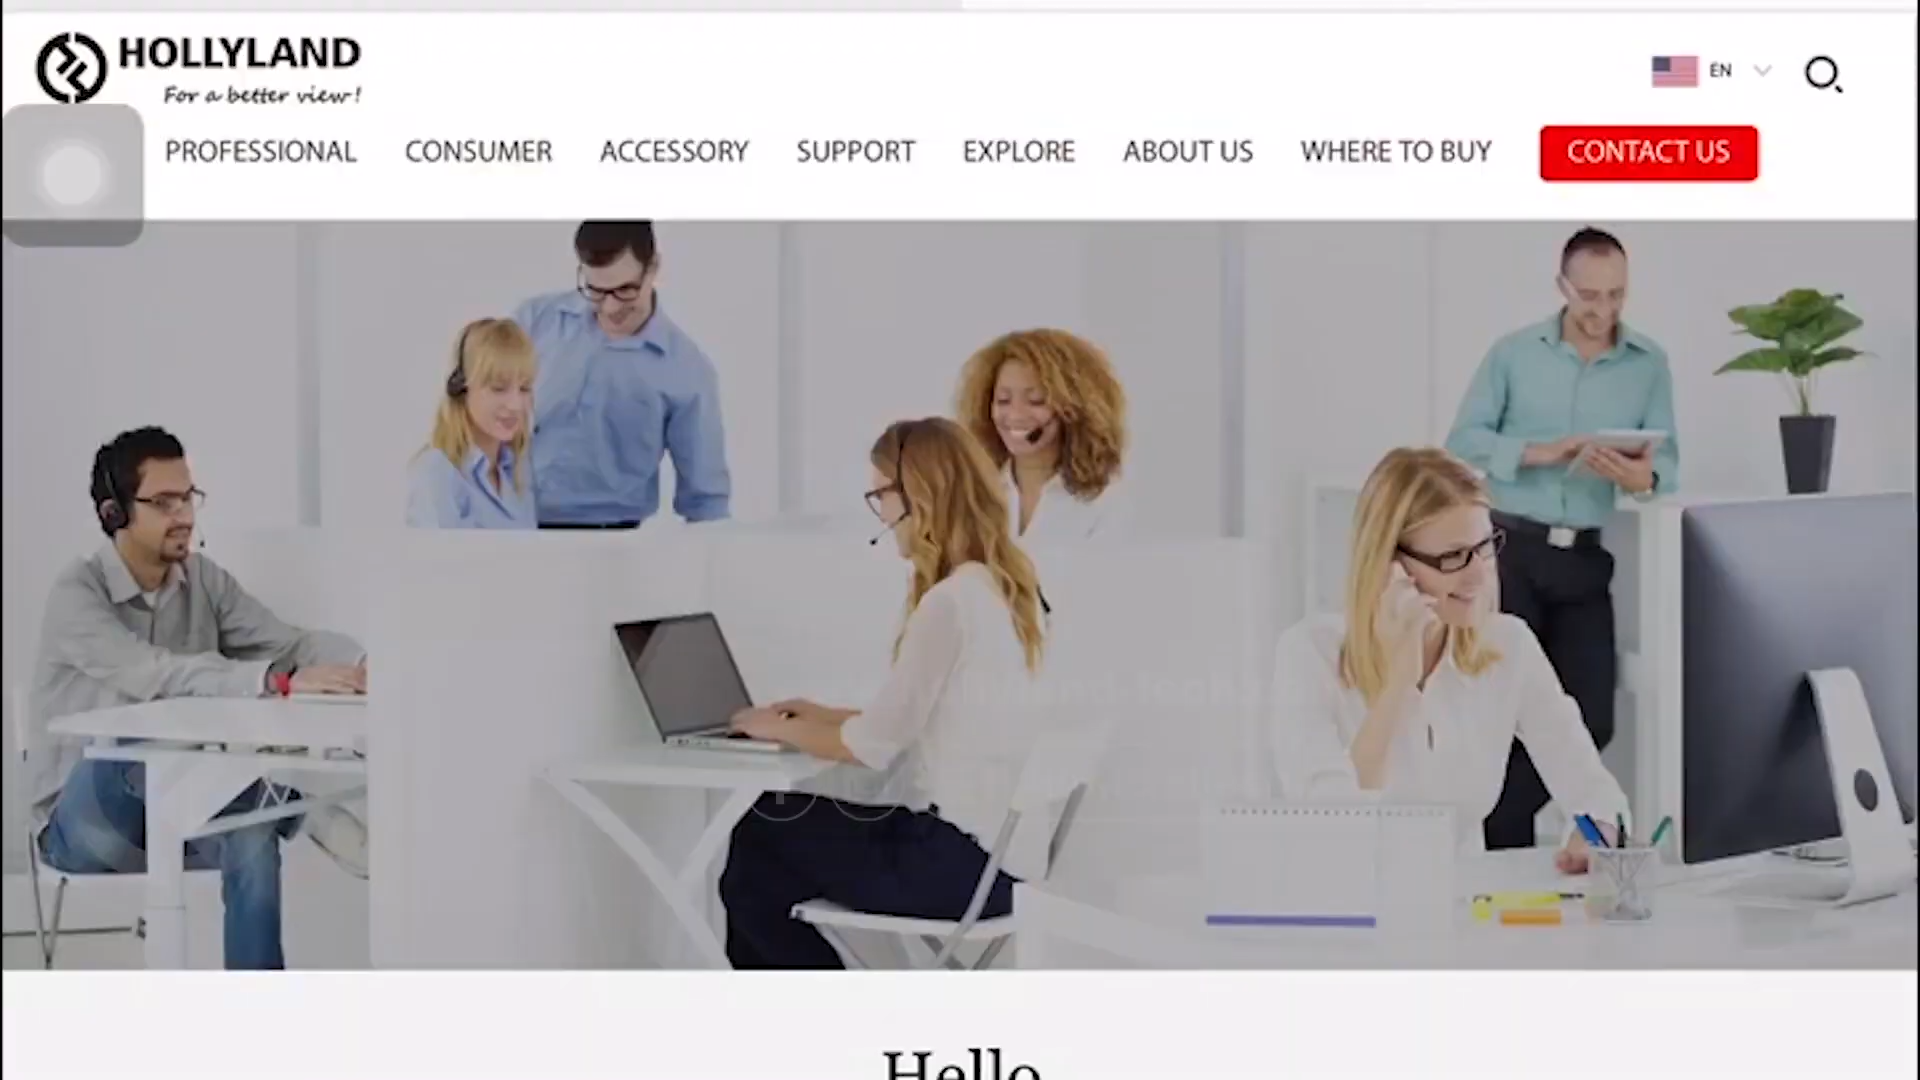 HOLLYLAND
For a better view!
EN
PROFESSIONAL
CONSUMER
ACCESSORY
SUPPORT
EXPLORE
ABOUT US
WHERE TO BUY
CONTACT US
Hello